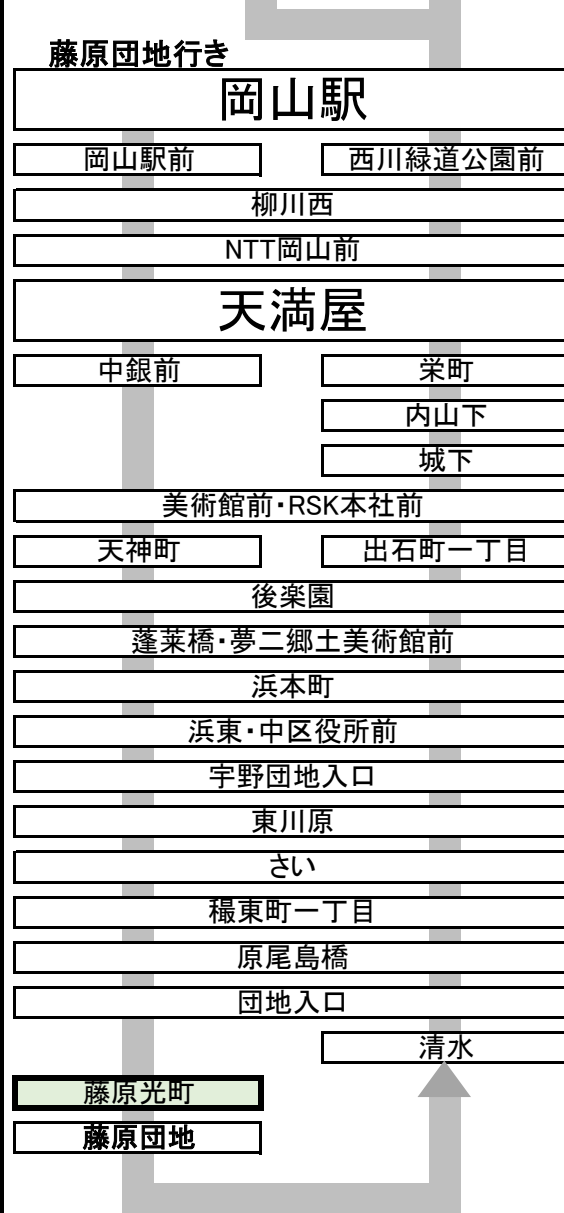 藤原団地行き
岡山駅
岡山駅前 西川緑道公園前
柳川西
NTT岡山前
天満屋
中銀前 栄町
内山下
城下
美術館前・RSK本社前
天神町 出石町一丁目
後楽園
蓬莱橋・夢二郷土美術館前
浜本町
浜東・中区役所前
宇野団地入口
東川原
さい
穝東町一丁目
原尾島橋
団地入口
清水
藤原光町
藤原団地